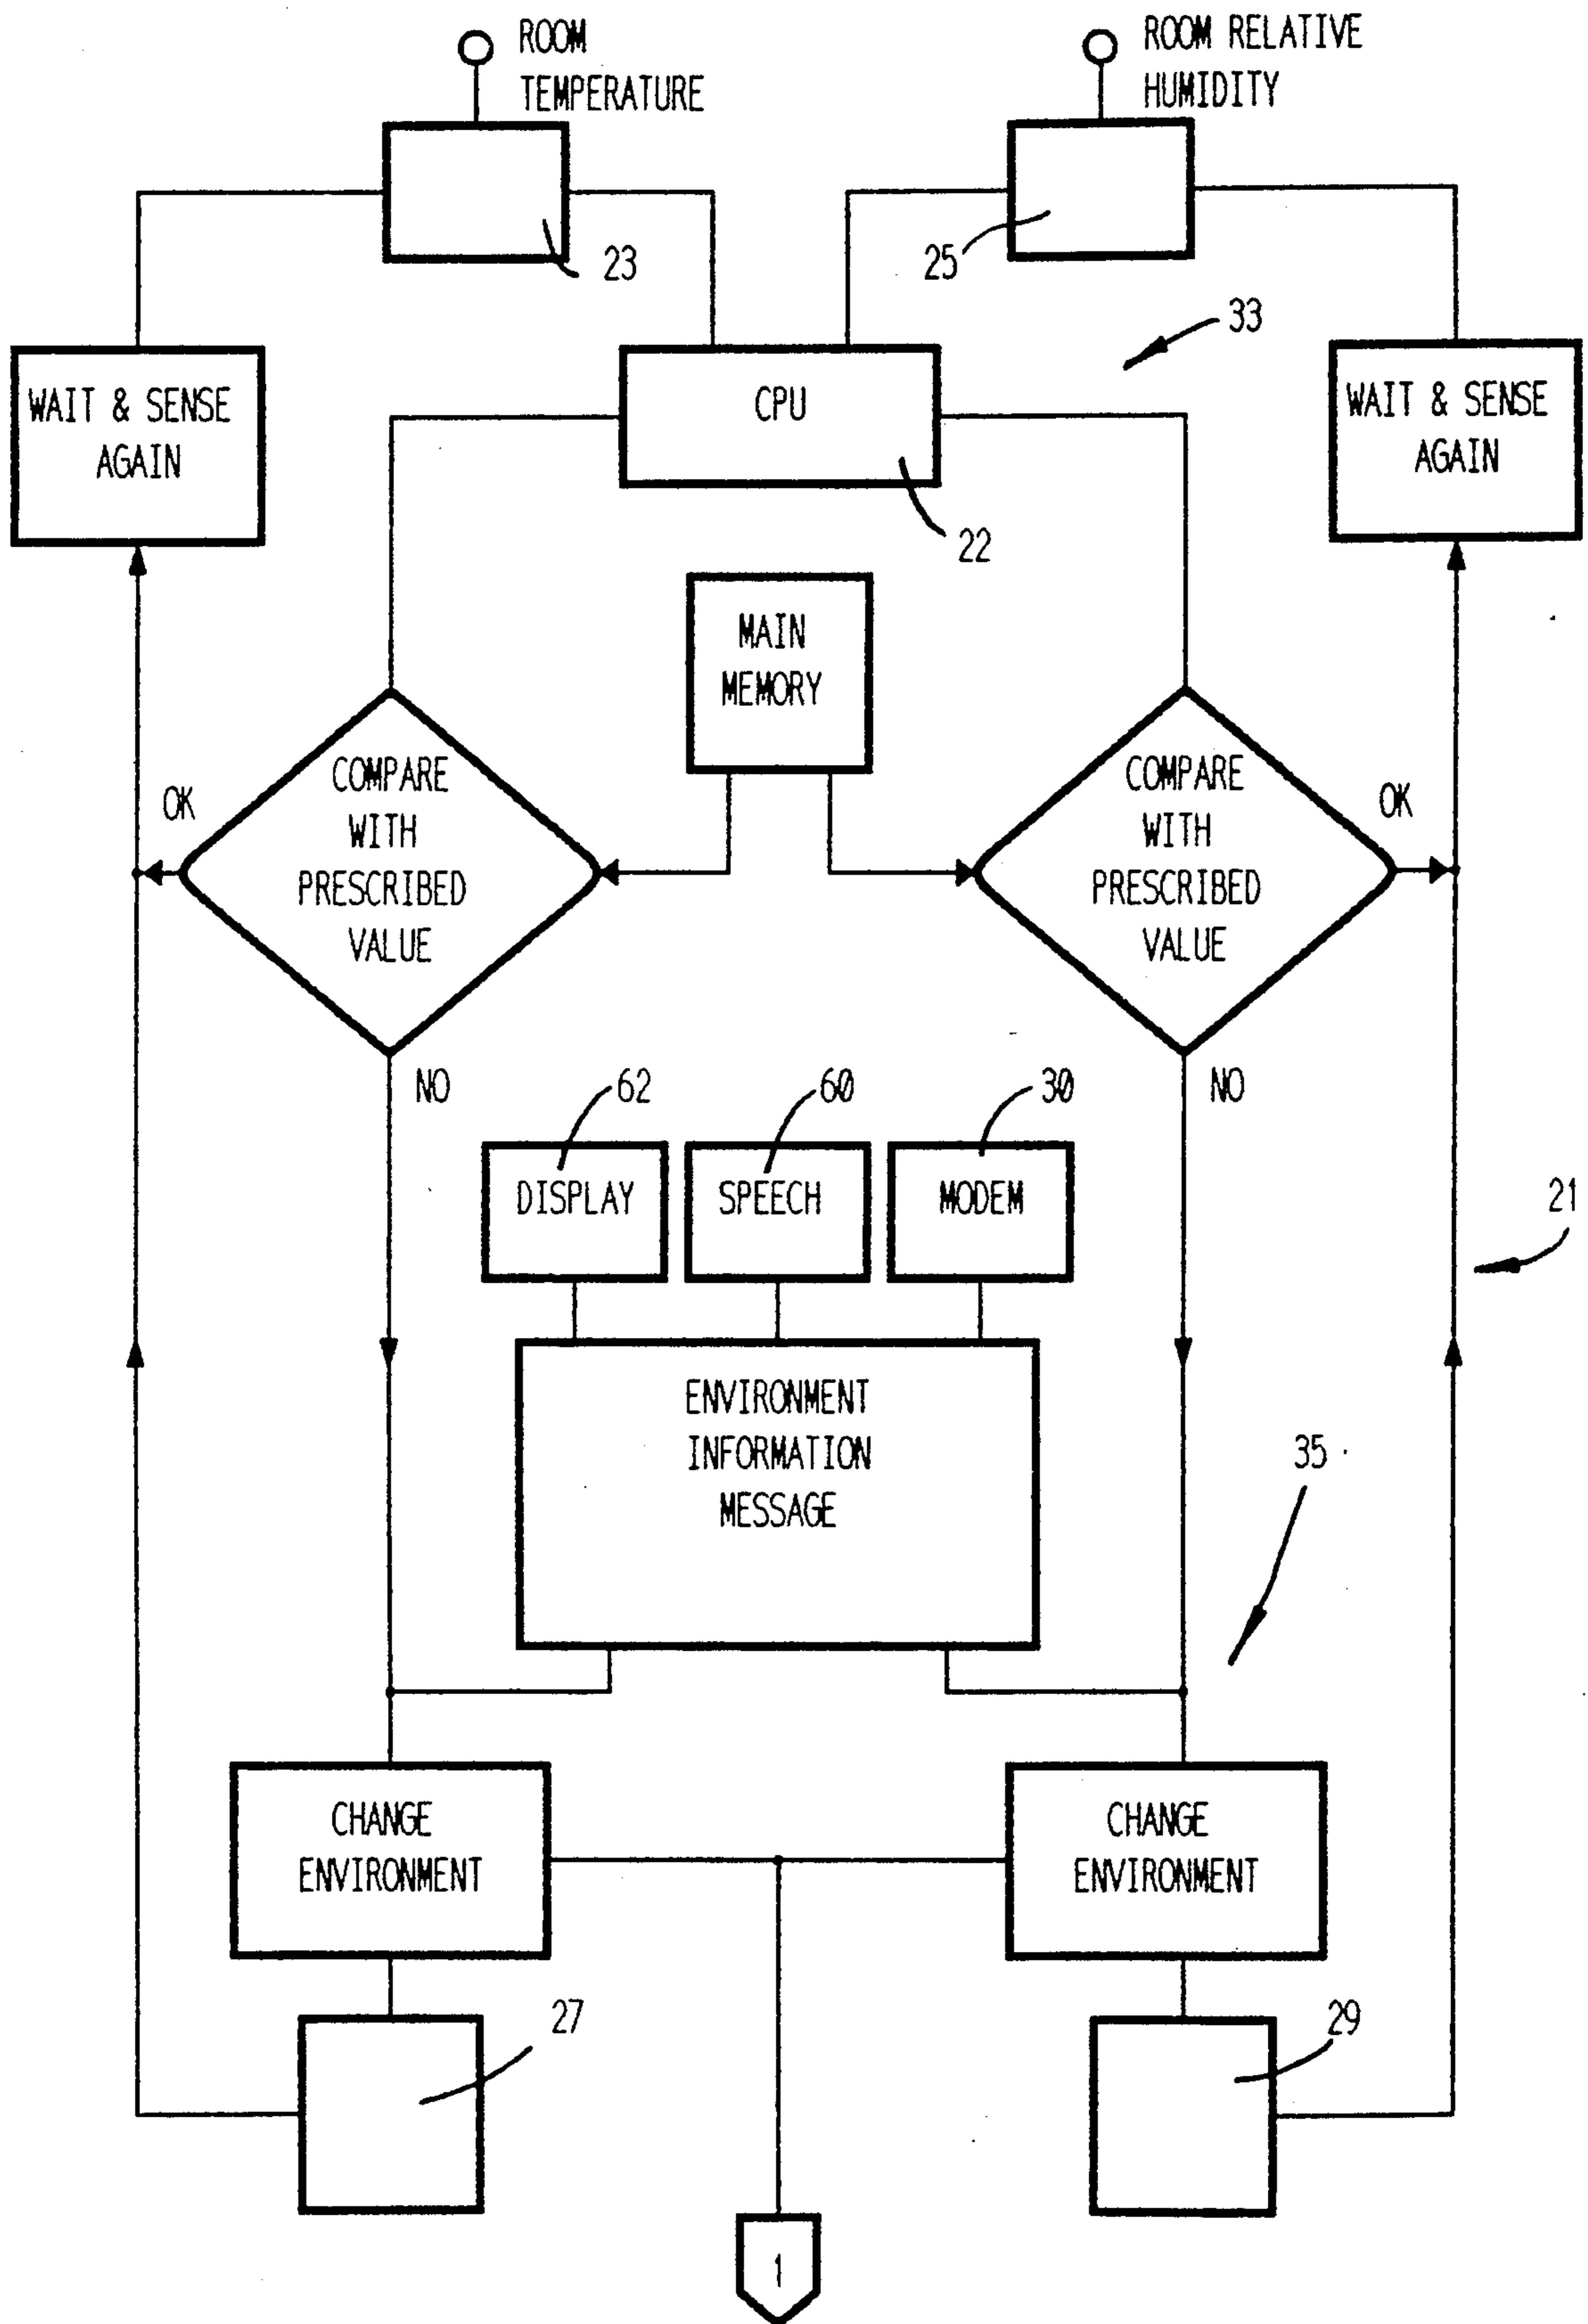 ROOM
TEMPERATURE
ROOM RELATIVE
HUMIDITY
23
25
33
WAIT & SENSE
AGAIN
CPU
WAIT & SENSE
AGAIN
22
MAIN
MEMORY
OK
COMPARE
WITH
PRESCRIBED
VALUE
COMPARE
WITH
PRESCRIBED
VALUE
OK
NO
62
60
30
NO
DISPLAY
SPEECH
MODEM
21
ENVIRONMENT
INFORMATION
MESSAGE
35
CHANGE
ENVIRONMENT
CHANGE
ENVIRONMENT
27
29
1